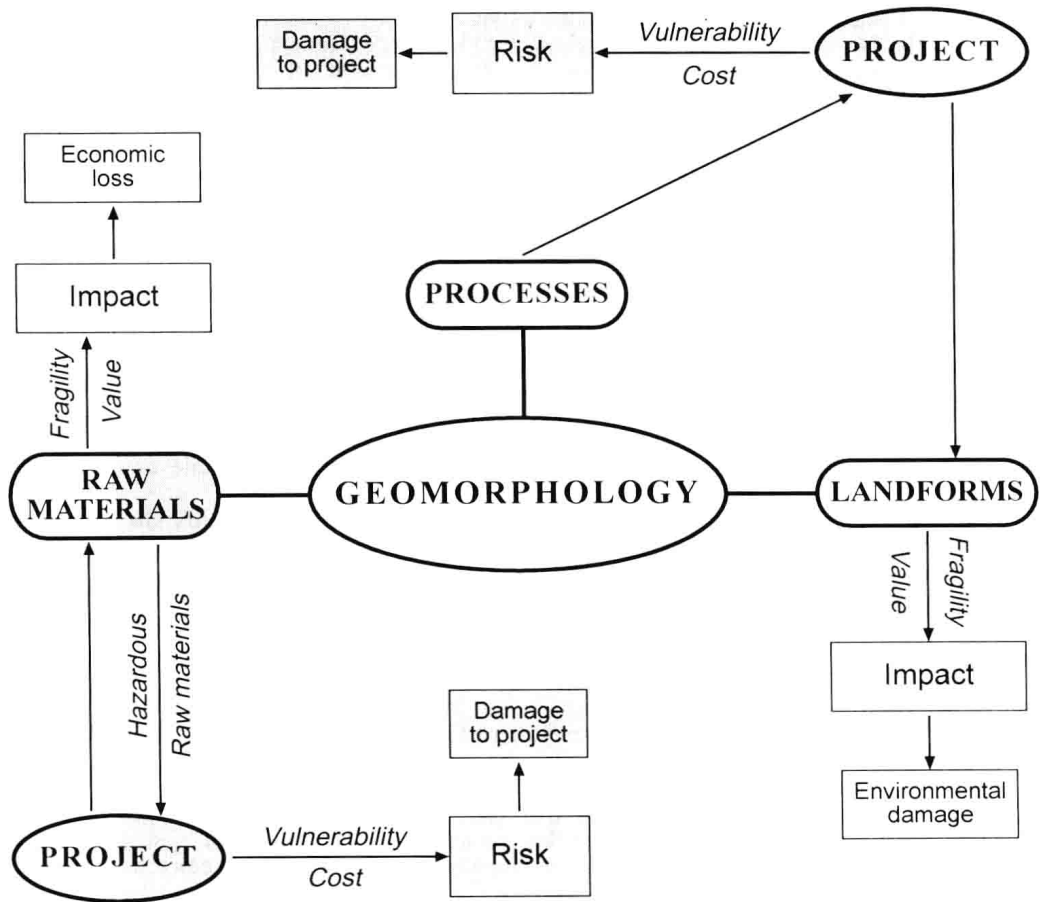 Damage
to project
Risk
Vulnerability
Cost
PROJECT
Economic
loss
Impact
Fragility
Value
PROCESSES
RAW
MATERIALS
GEOMORPHOLOGY
LANDFORMS
Value
Fragility
Hazardous
Raw materials
Impact
Damage
to project
Environmental
damage
PROJECT
Vulnerability
Cost
Risk